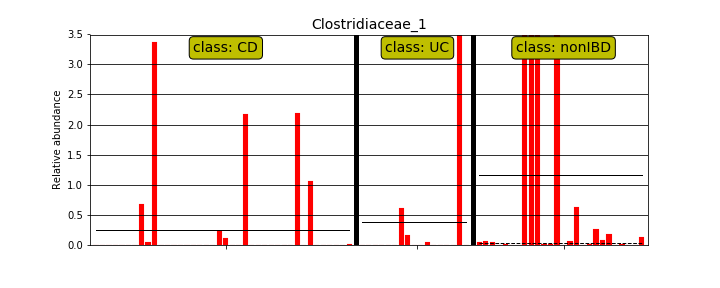 Clostridiaceae_1
class: CD
class: UC
class: nonIBD
Relative abundance
3.5
3.0
2.5
2.0
1.5
1.0
0.5
0.0